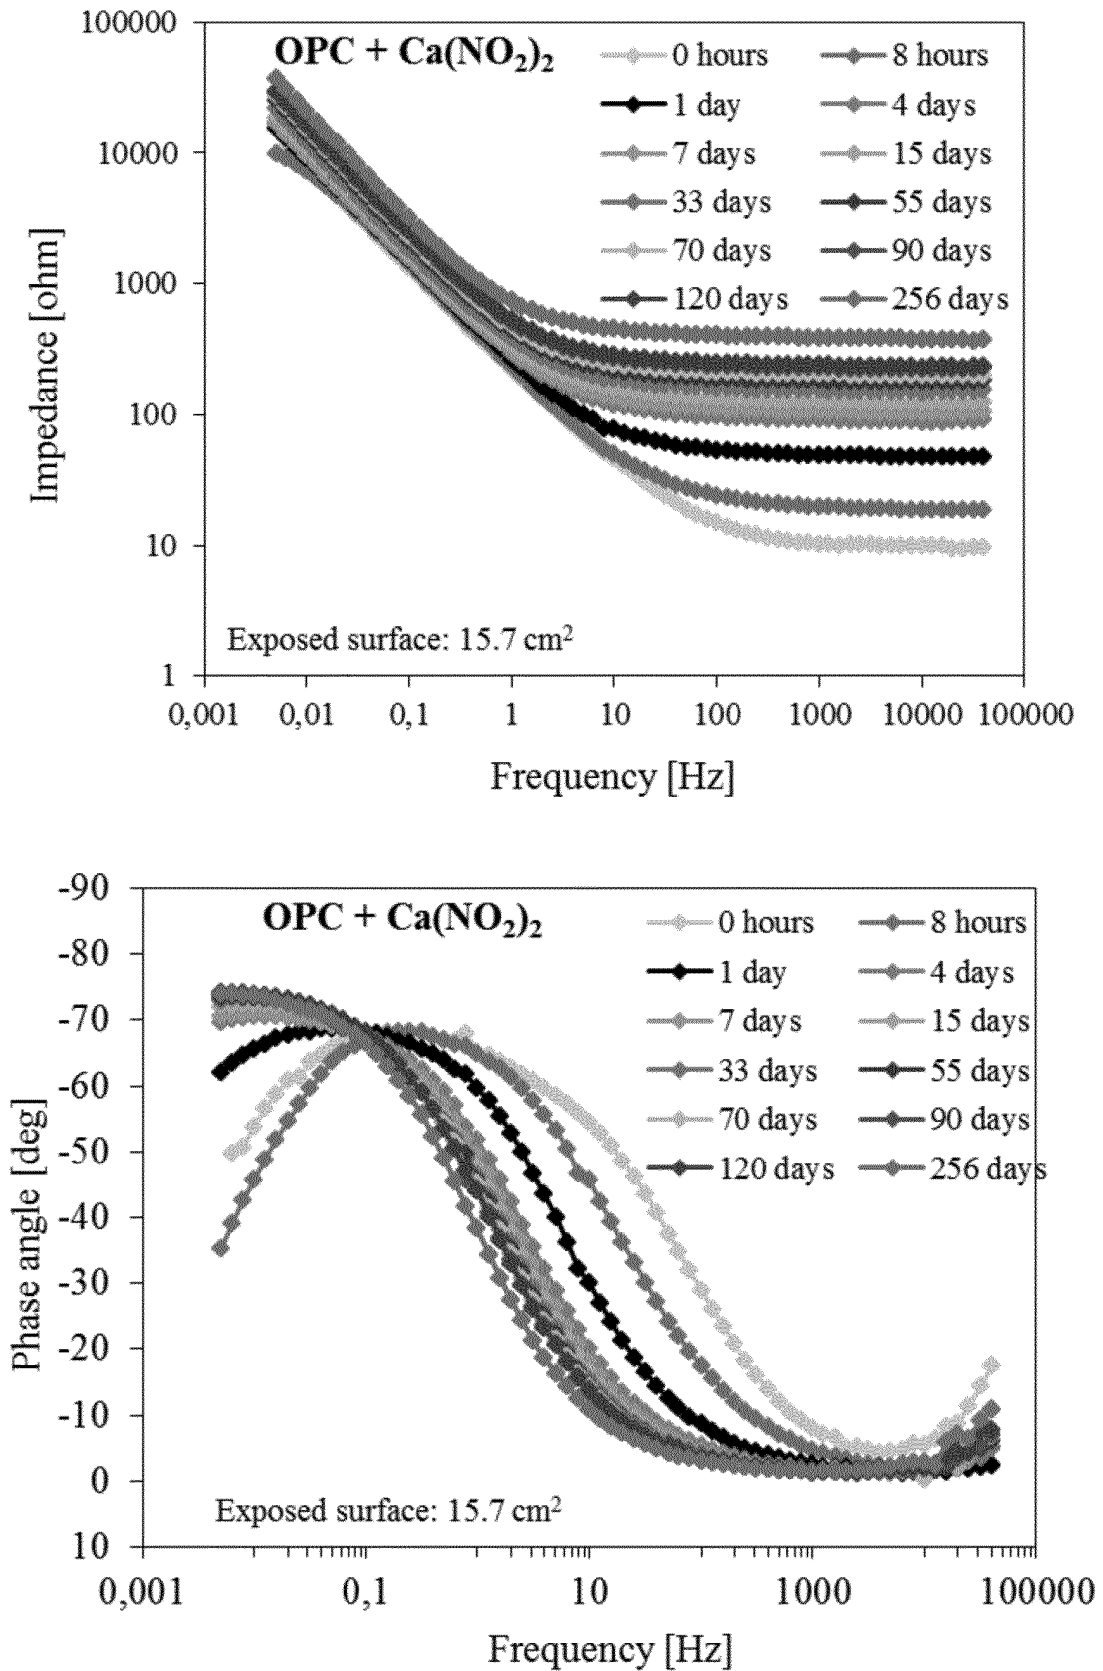 100000
OPC + Ca(NO2)2
0 hours 8 hours
1 day 4 days
10000
7 days 15 days
33 days 55 days
70 days 90 days
1000
120 days 256 days
100
10
Exposed surface: 15.7 cm2
1
Impedance [ohm]
0,001 0,01 0,1 1 10 100 1000 10000 100000
Frequency [Hz]
-90
OPC + Ca(NO2)2
0 hours 8 hours
-80
1 day 4 days
-70
7 days 15 days
-60
33 days 55 days
70 days 90 days
-50
120 days 256 days
-40
-30
-20
-10
0
Exposed surface: 15.7 cm2
10
Phase angle [deg]
0,001 0,1 10 1000 100000
Frequency [Hz]